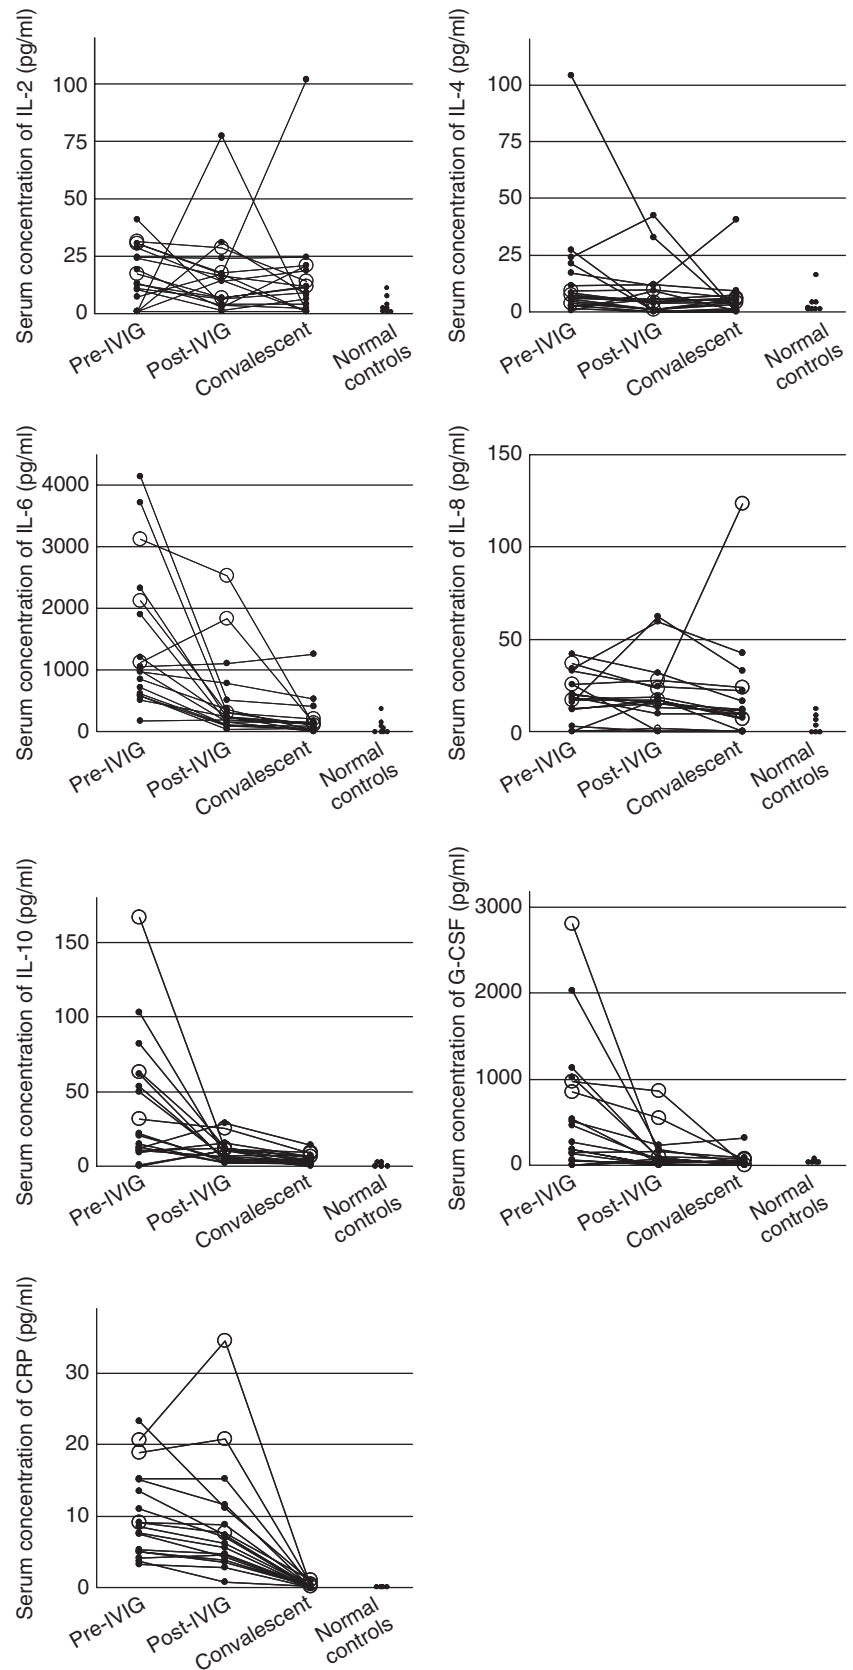 Serum concentration of IL-2 (pg/ml)
100
75
50
25
0
Pre-IVIG
Post-IVIG
Convalescent
Normal
controls
Serum concentration of IL-4 (pg/ml)
100
75
50
25
0
Pre-IVIG
Post-IVIG
Convalescent
Normal
controls
Serum concentration of IL-6 (pg/ml)
4000
3000
2000
1000
0
Pre-IVIG
Post-IVIG
Convalescent
Normal
controls
Serum concentration of IL-8 (pg/ml)
150
100
50
0
Pre-IVIG
Post-IVIG
Convalescent
Normal
controls
Serum concentration of IL-10 (pg/ml)
150
100
50
0
Pre-IVIG
Post-IVIG
Convalescent
Normal
controls
Serum concentration of G-CSF (pg/ml)
3000
2000
1000
0
Pre-IVIG
Post-IVIG
Convalescent
Normal
controls
Serum concentration of CRP (pg/ml)
30
20
10
0
Pre-IVIG
Post-IVIG
Convalescent
Normal
controls